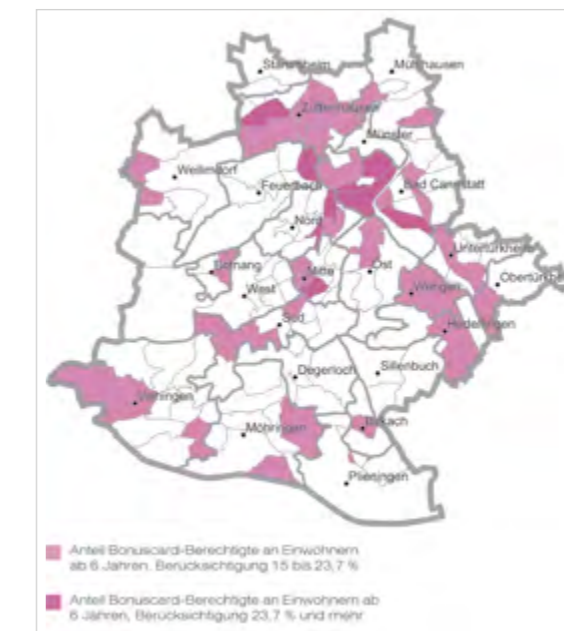 Stammheim
Mühlhausen
Zuffenhausen
Münster
Weilimdorf
Bad Cannstatt
Feuerbach
Nord
Untertürkheim
Botnang
Mitte
Ost
Obertürkheim
West
Wangen
Süd
Hedelfingen
Degerloch
Sillenbuch
Vaihingen
Möhringen
Birkach
Plieningen
Anteil Bonuscard-Berechtigte an Einwohnern
ab 6 Jahren, Berücksichtigung 15 bis 23,7 %
Anteil Bonuscard-Berechtigte an Einwohnern ab
6 Jahren, Berücksichtigung 23,7 % und mehr